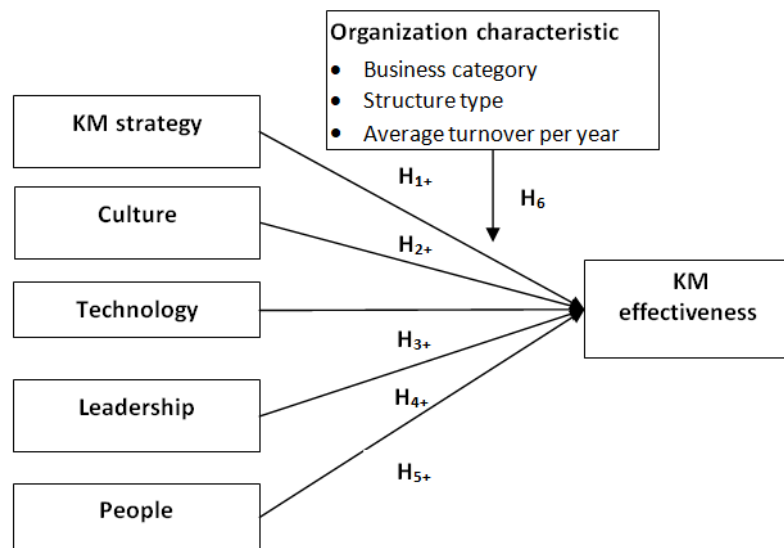 Organization characteristic
• Business category
• Structure type
• Average turnover per year
KM strategy
H1+
H6
Culture
H2+
KM
effectiveness
Technology
H3+
Leadership
H4+
H5+
People